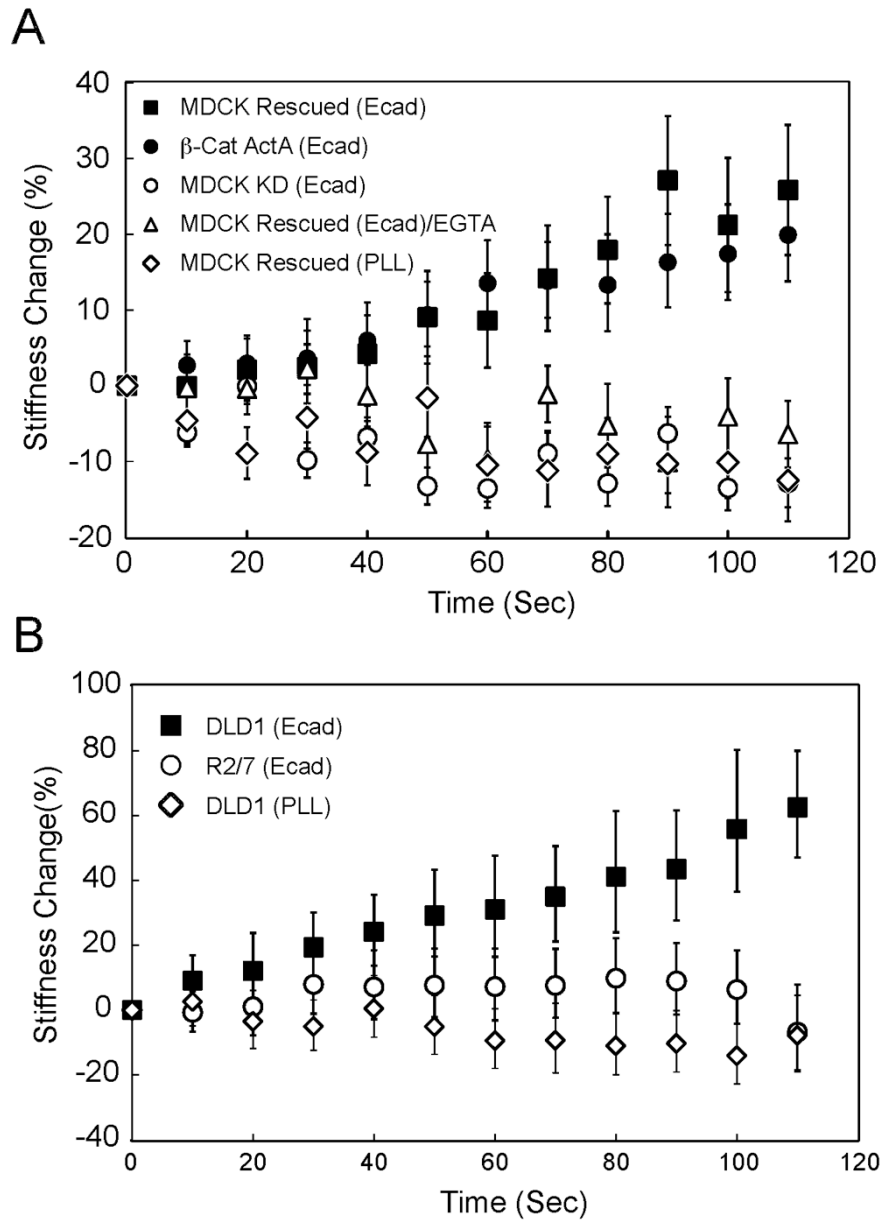 A
40
30
20
10
0
-10
-20
Stiffness Change (%)
MDCK Rescued (Ecad)
β-Cat ActA (Ecad)
MDCK KD (Ecad)
MDCK Rescued (Ecad)/EGTA
MDCK Rescued (PLL)
0 20 40 60 80 100 120
Time (Sec)
B
100
80
60
40
20
0
-20
-40
Stiffness Change(%)
DLD1 (Ecad)
R2/7 (Ecad)
DLD1 (PLL)
0 20 40 60 80 100 120
Time (Sec)